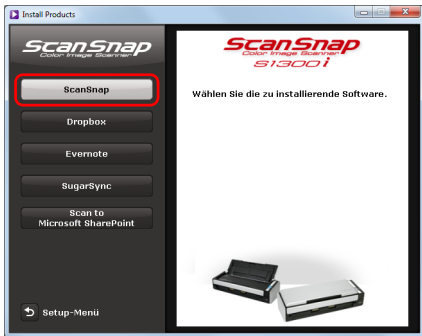 Install Products
ScanSnap
Color Image Scanner
ScanSnap
Dropbox
Evernote
SugarSync
Scan to
Microsoft SharePoint
Setup-Menü
ScanSnap
Color Image Scanner
S1300i
Wählen Sie die zu installierende Software.